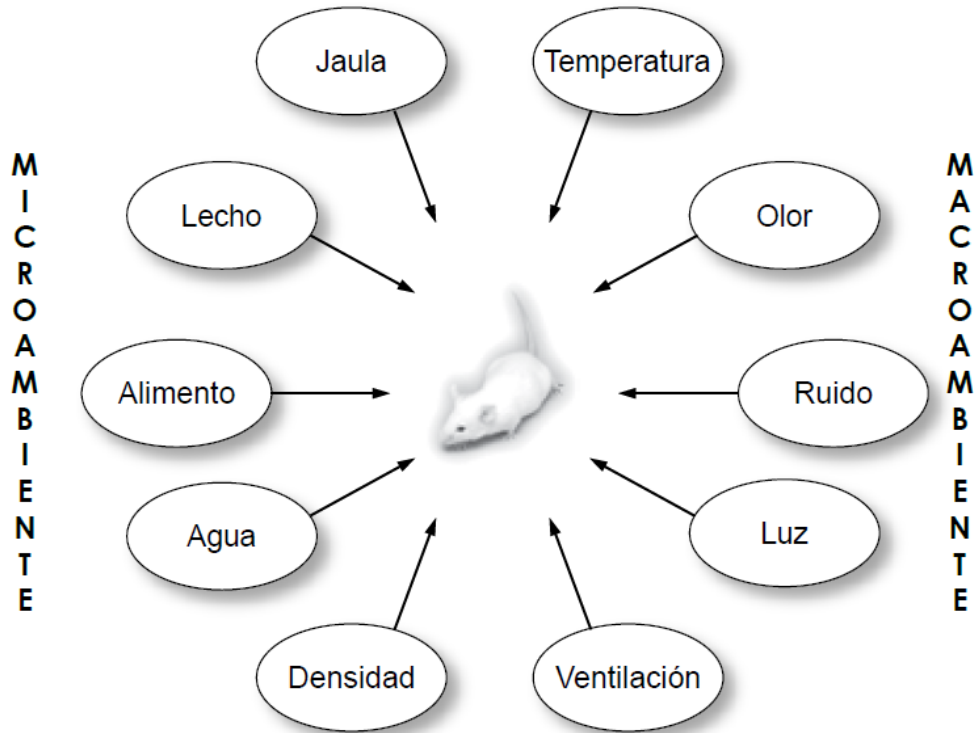 MICROAMBIENTE
Jaula
Lecho
Alimento
Agua
Densidad
Temperatura
Olor
Ruido
Luz
Ventilación
MACROAMBIENTE